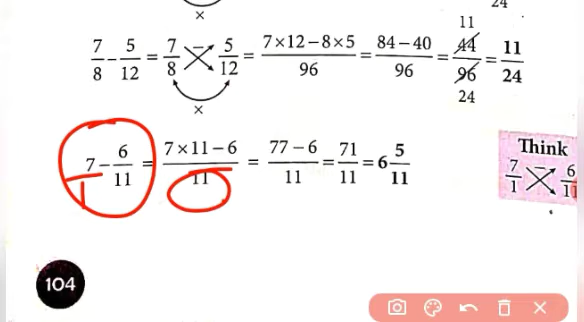 24
×
11
7/8 − 5/12 = 7/8 − 5/12 = 7×12−8×5/96 = 84−40/96 = 44/96 = 11/24
24
×
7 − 6/11 = 7×11−6/11 = 77−6/11 = 71/11 = 6 5/11
1
Think
7/1 − 6/11
104